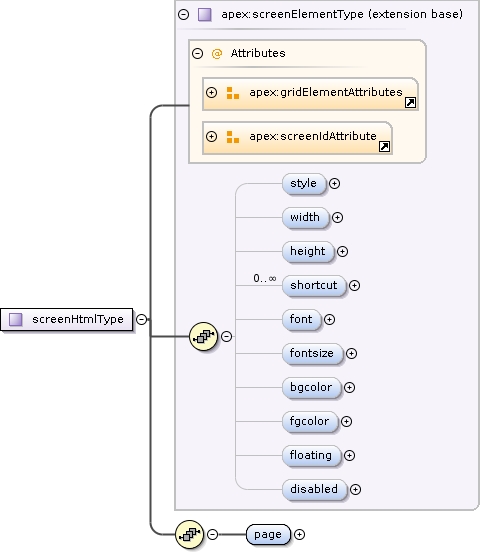 apex:screenElementType (extension base)
@ Attributes
apex:gridElementAttributes
apex:screenIdAttribute
style
width
height
0..∞
shortcut
screenHtmlType
font
fontsize
bgcolor
fgcolor
floating
disabled
page